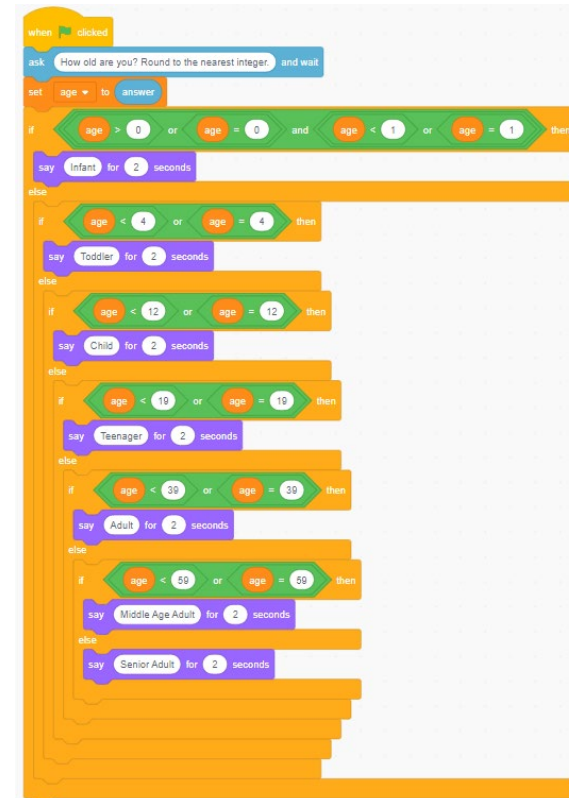 when clicked
ask How old are you? Round to the nearest integer. and wait
set age to answer
if age > 0 or age = 0 and age < 1 or age = 1 then
say Infant for 2 seconds
else
if age < 4 or age = 4 then
say Toddler for 2 seconds
else
if age < 12 or age = 12 then
say Child for 2 seconds
else
if age < 19 or age = 19 then
say Teenager for 2 seconds
else
if age < 39 or age = 39 then
say Adult for 2 seconds
else
if age < 59 or age = 59 then
say Middle Age Adult for 2 seconds
else
say Senior Adult for 2 seconds